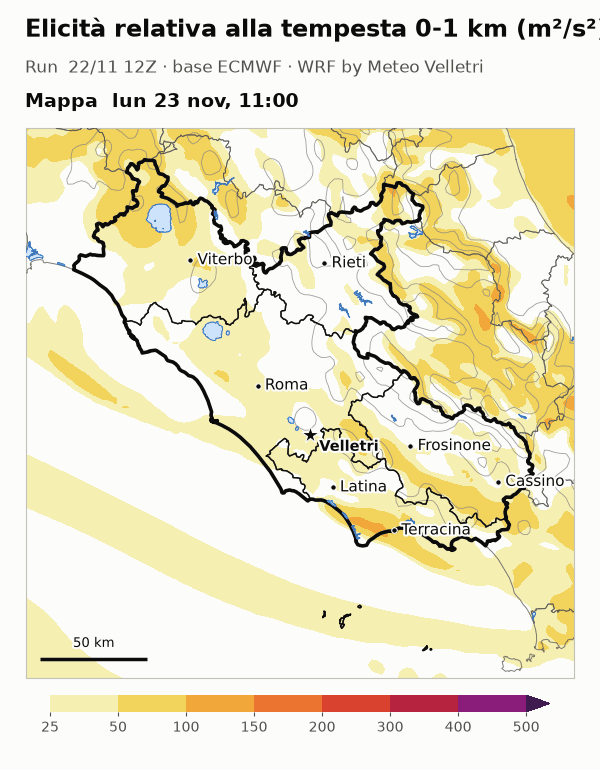 Elicità relativa alla tempesta 0-1 km (m²/s²)
Run 22/11 12Z · base ECMWF · WRF by Meteo Velletri
Mappa lun 23 nov, 11:00
Viterbo
Rieti
Roma
Velletri
Frosinone
Latina
Cassino
Terracina
50 km
25 50 100 150 200 300 400 500